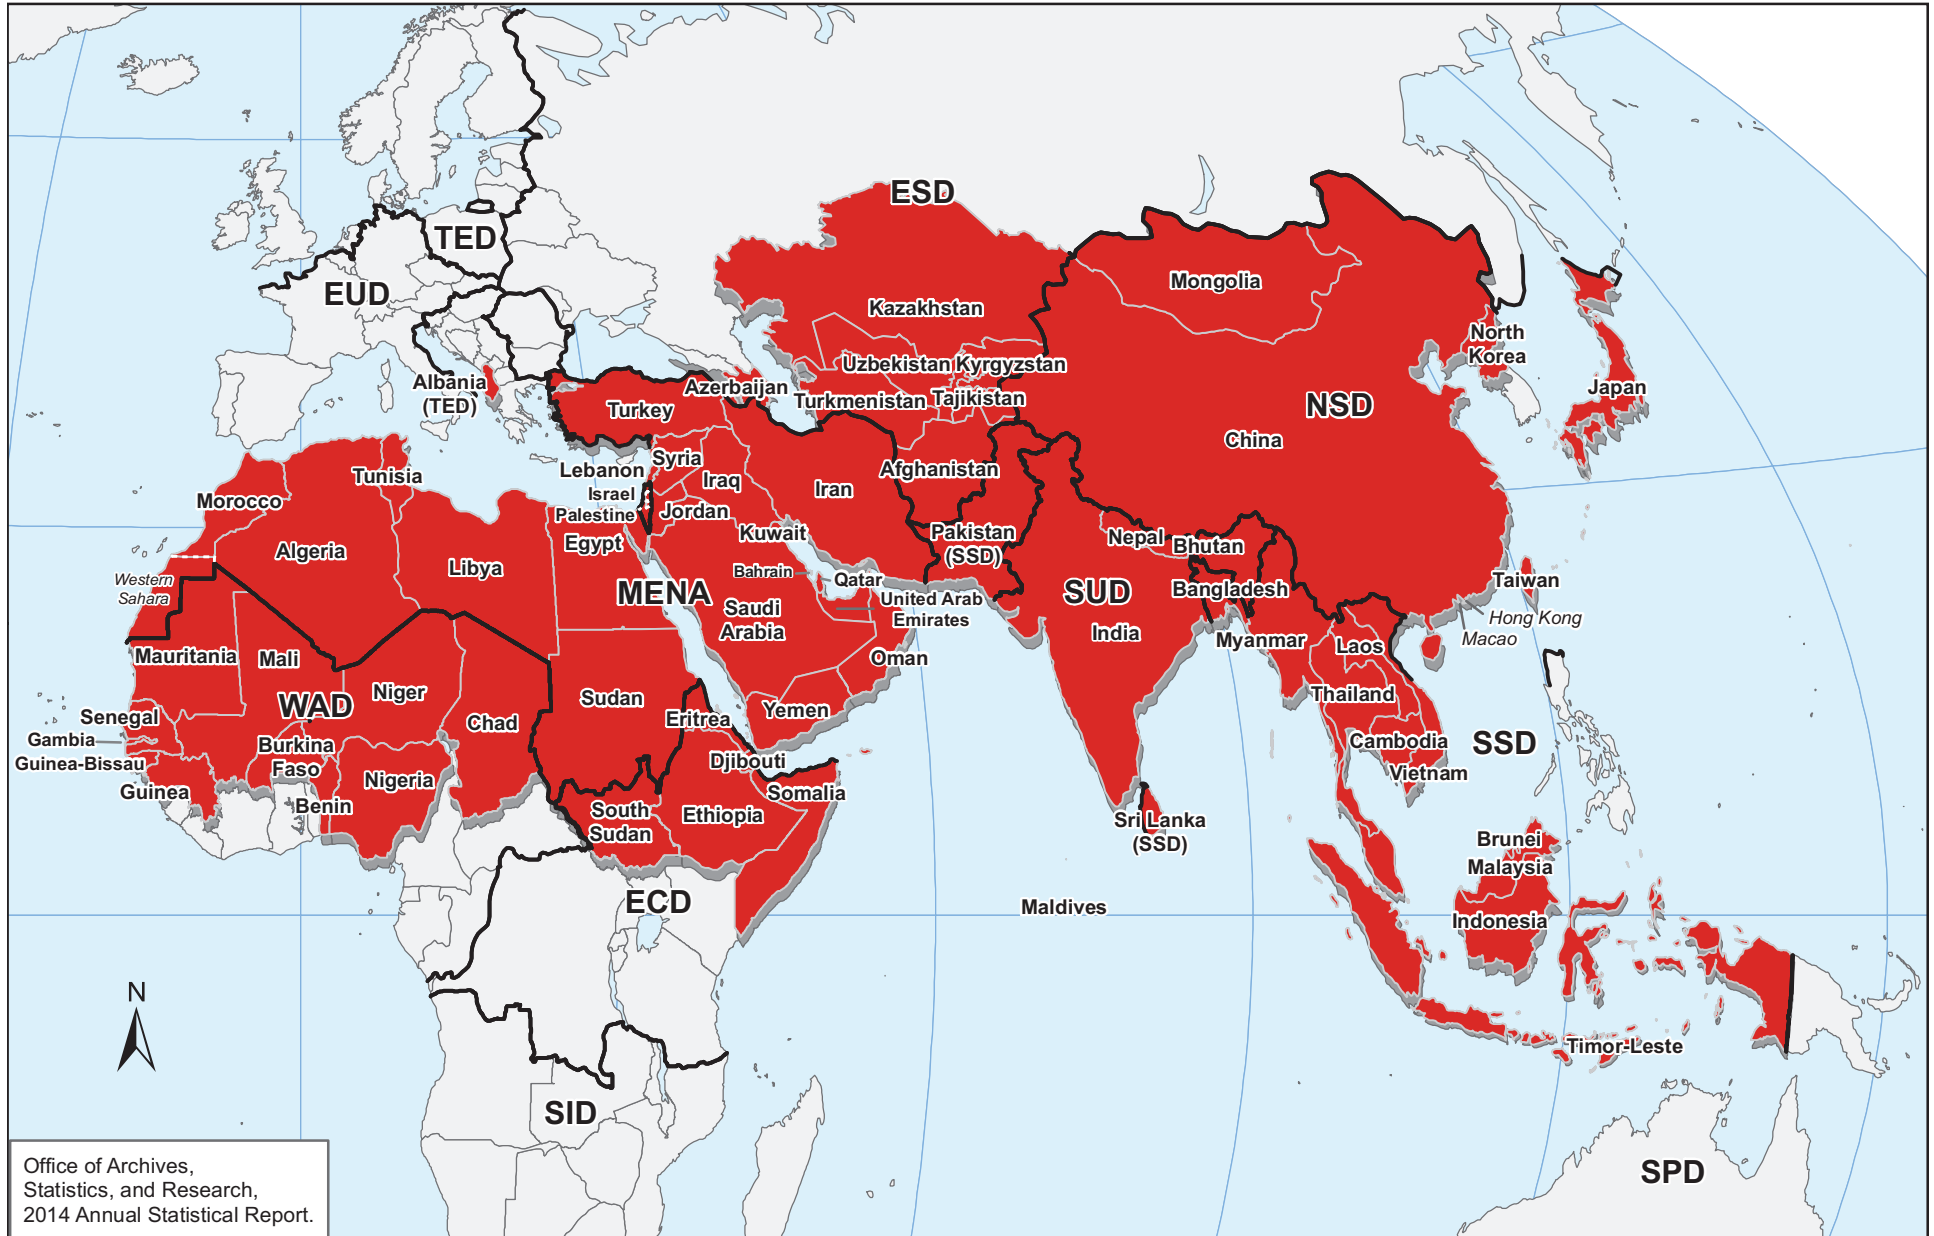 ESD
TED
EUD
Mongolia
Kazakhstan
North
Korea
Uzbekistan
Kyrgyzstan
Albania
(TED)
Azerbaijan
Turkmenistan
Tajikistan
Japan
Turkey
NSD
China
Syria
Lebanon
Afghanistan
Tunisia
Iraq
Iran
Israel
Morocco
Palestine
Jordan
Kuwait
Pakistan
(SSD)
Nepal
Bhutan
Egypt
Algeria
Libya
Bahrain
Qatar
Western
Sahara
MENA
SUD
Bangladesh
Taiwan
United Arab
Emirates
Saudi
Arabia
Hong Kong
Macao
India
Myanmar
Laos
Mauritania
Mali
Oman
Niger
Sudan
Thailand
WAD
Senegal
Chad
Eritrea
Yemen
Gambia
Burkina
Faso
Cambodia
SSD
Guinea-Bissau
Djibouti
Vietnam
Nigeria
Guinea
Benin
Somalia
South
Sudan
Ethiopia
Sri Lanka
(SSD)
Brunei
Malaysia
ECD
Maldives
Indonesia
N
Timor-Leste
SID
SPD
Office of Archives,
Statistics, and Research,
2014 Annual Statistical Report.